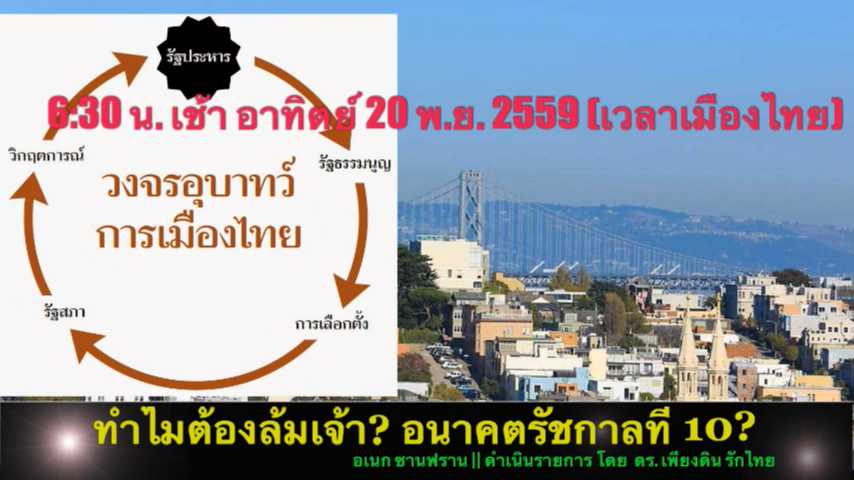 รัฐประหาร
6:30 น. เช้า อาทิตย์ 20 พ.ย. 2559 (เวลาเมืองไทย)
วิกฤตการณ์
รัฐธรรมนูญ
วงจรอุบาทว์
การเมืองไทย
รัฐสภา
การเลือกตั้ง
ทำไมต้องล้มเจ้า? อนาคตรัชกาลที่ 10?
อเนก ซานฟราน || ดำเนินรายการ โดย ดร. เพียงดิน รักไทย